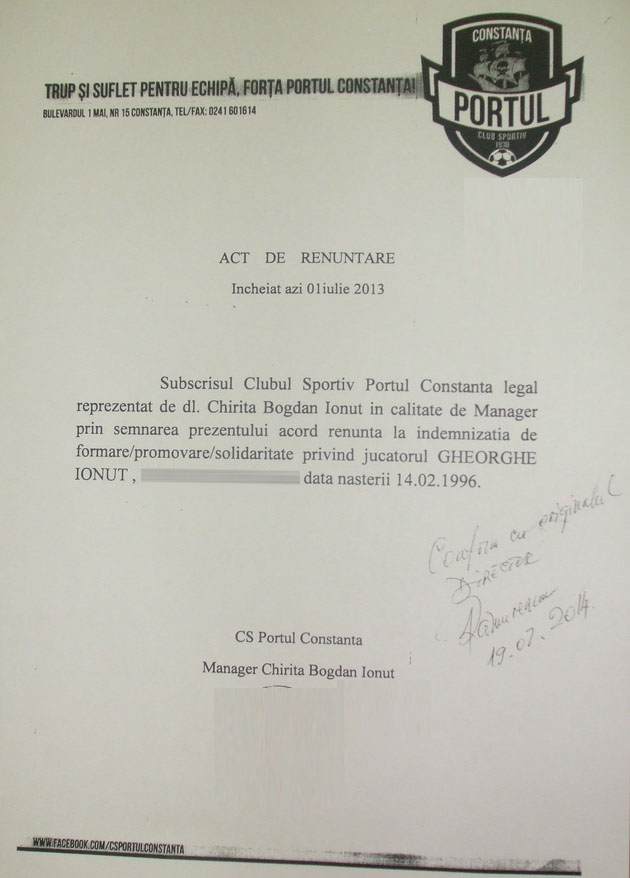 CONSTANȚA
PORTUL
CLUB SPORTIV
TRUP ȘI SUFLET PENTRU ECHIPĂ, FORȚA PORTUL CONSTANȚA!
BULEVARDUL 1 MAI, NR 15 CONSTANȚA, TEL/FAX: 0241 601614
ACT DE RENUNTARE
Incheiat azi 01iulie 2013
Subscrisul Clubul Sportiv Portul Constanta legal
reprezentat de dl. Chirita Bogdan Ionut in calitate de Manager
prin semnarea prezentului acord renunta la indemnizatia de
formare/promovare/solidaritate privind jucatorul GHEORGHE
IONUT , data nasterii 14.02.1996.
Conform cu originalul
DIRECTOR
19.02.2014.
CS Portul Constanta
Manager Chirita Bogdan Ionut
WWW.FACEBOOK.COM/CSPORTULCONSTANTA